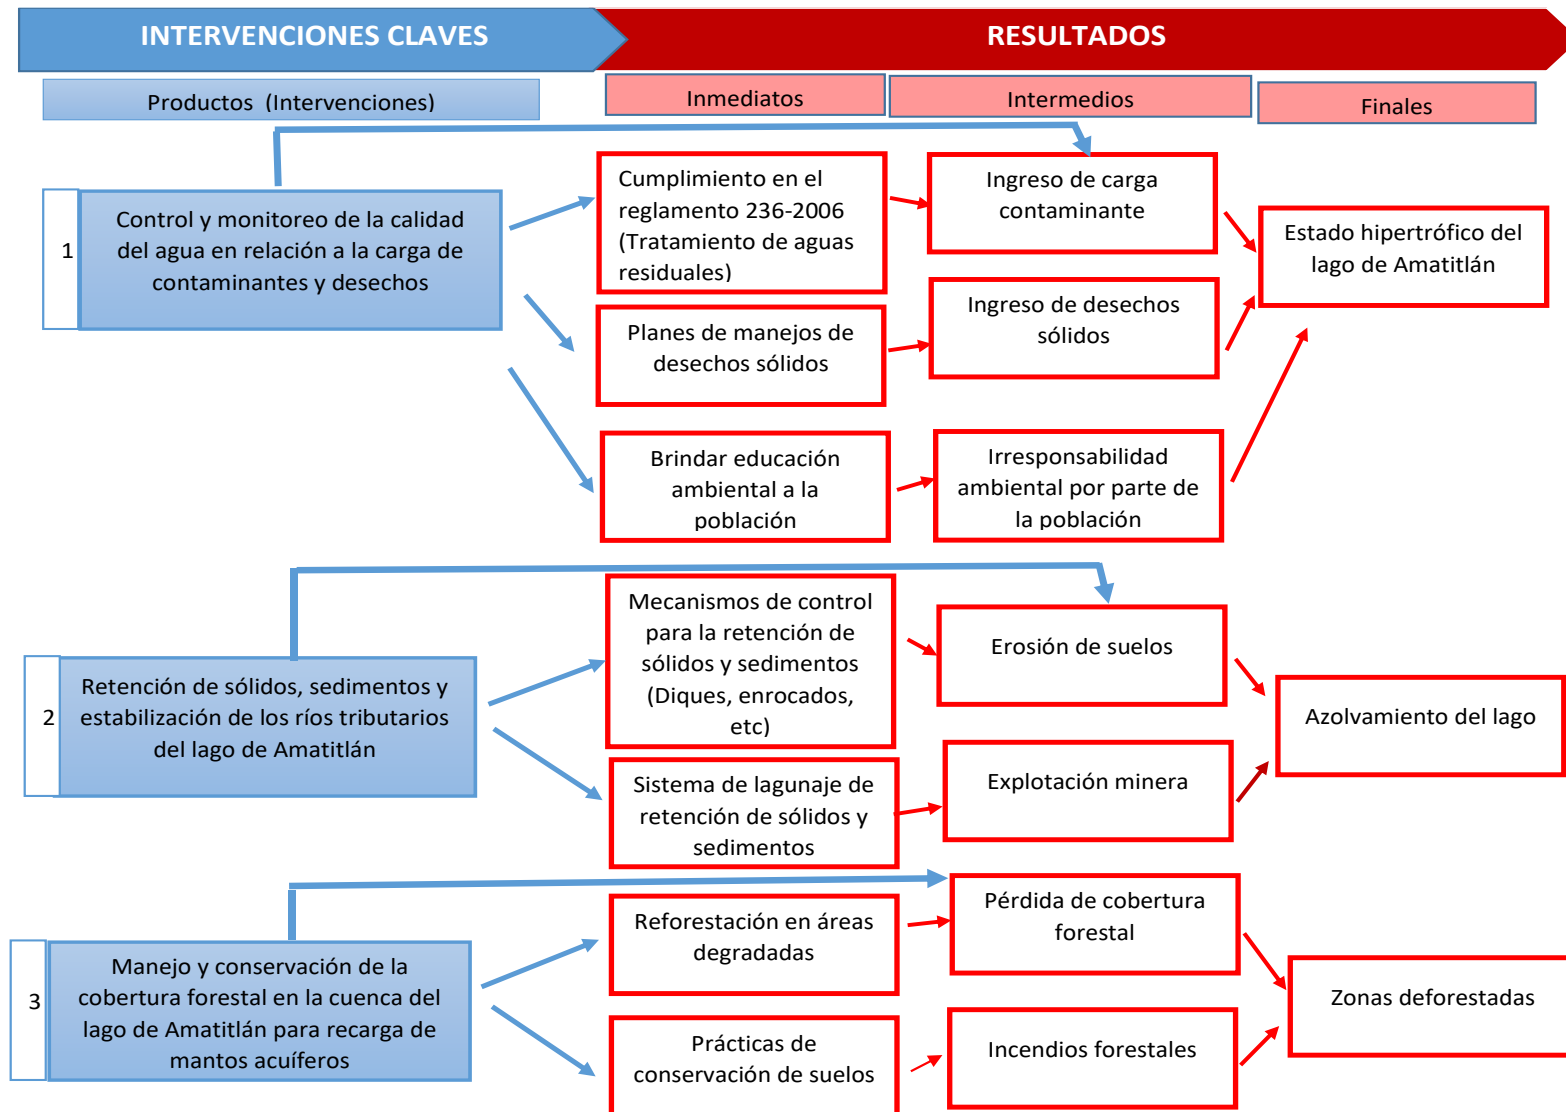 INTERVENCIONES CLAVES
RESULTADOS
Productos (Intervenciones)
Inmediatos
Intermedios
Finales
1
Control y monitoreo de la calidad
del agua en relación a la carga de
contaminantes y desechos
Cumplimiento en el
reglamento 236-2006
(Tratamiento de aguas
residuales)
Ingreso de carga
contaminante
Estado hipertrófico del
lago de Amatitlán
Planes de manejos de
desechos sólidos
Ingreso de desechos
sólidos
Brindar educación
ambiental a la
población
Irresponsabilidad
ambiental por parte de
la población
2
Retención de sólidos, sedimentos y
estabilización de los ríos tributarios
del lago de Amatitlán
Mecanismos de control
para la retención de
sólidos y sedimentos
(Diques, enrocados,
etc)
Erosión de suelos
Azolvamiento del lago
Sistema de lagunaje de
retención de sólidos y
sedimentos
Explotación minera
3
Manejo y conservación de la
cobertura forestal en la cuenca del
lago de Amatitlán para recarga de
mantos acuíferos
Reforestación en áreas
degradadas
Pérdida de cobertura
forestal
Zonas deforestadas
Prácticas de
conservación de suelos
Incendios forestales